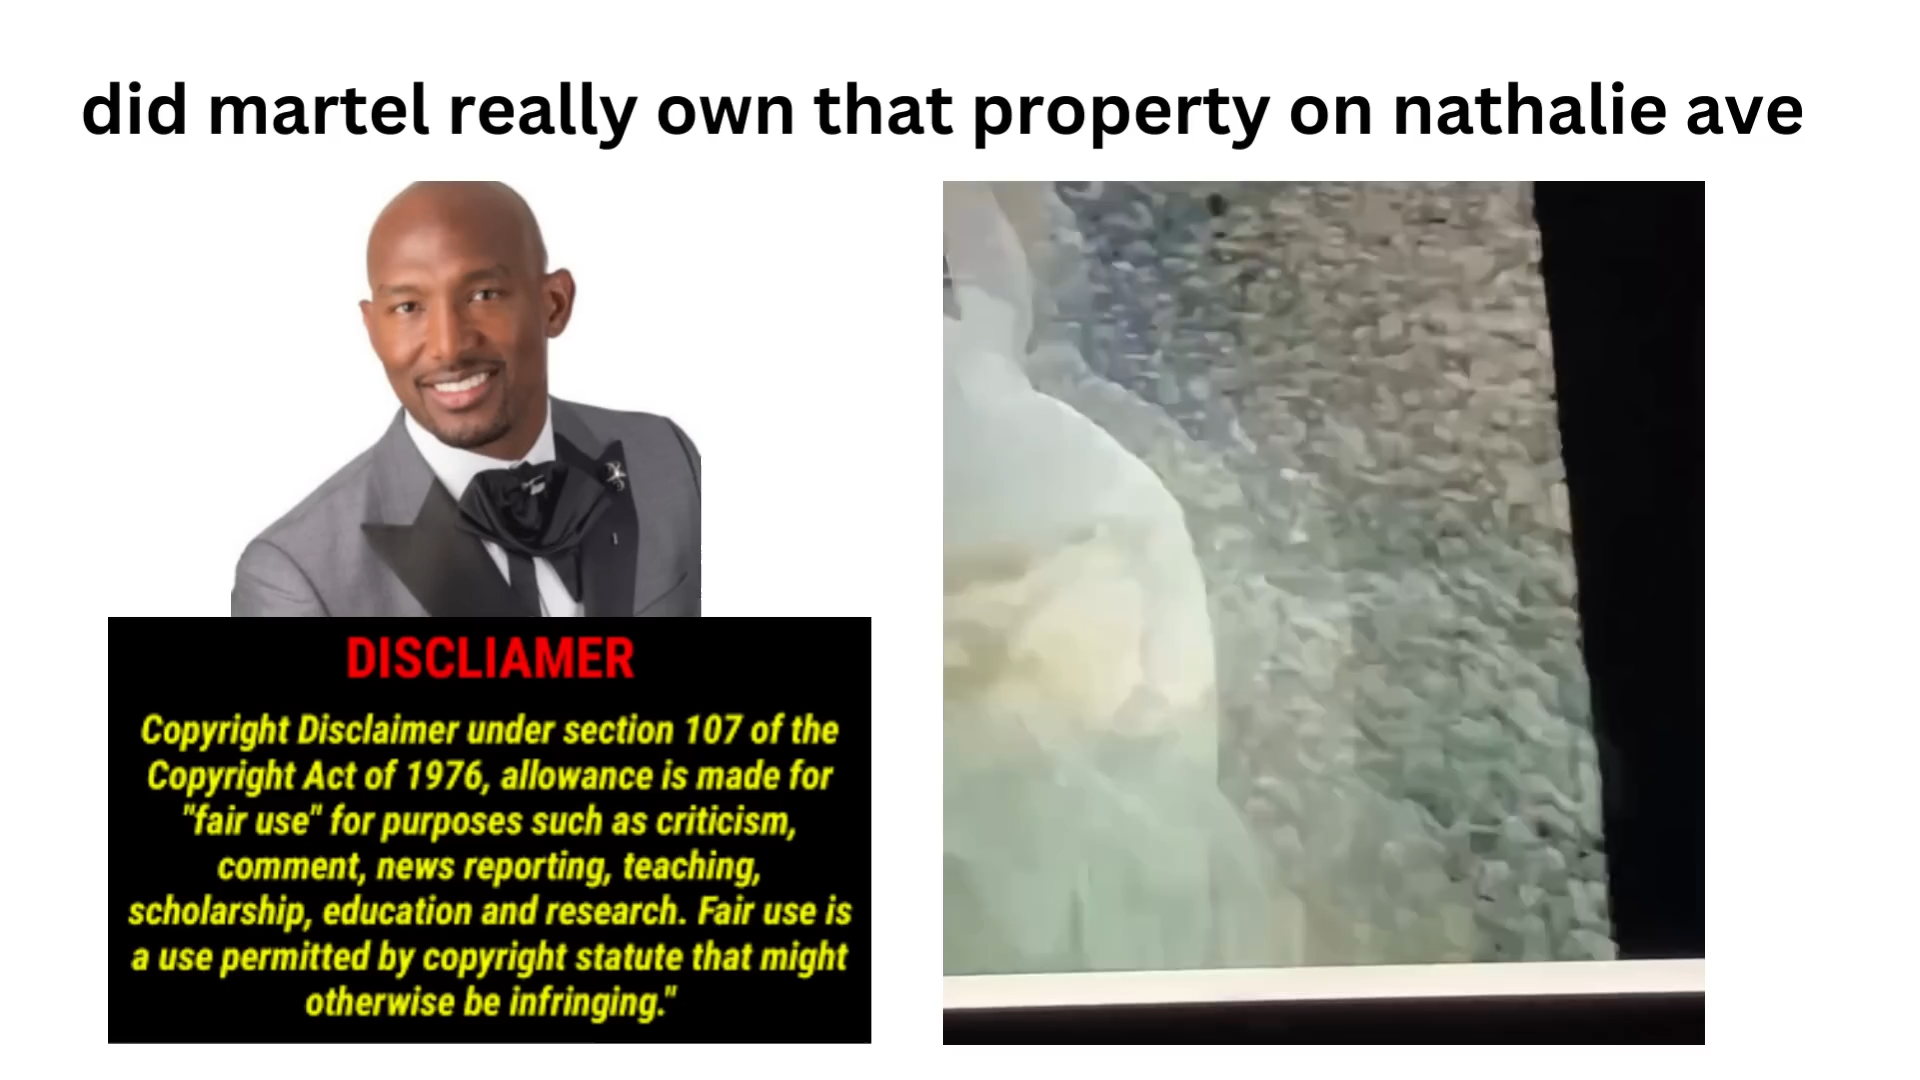 did martel really own that property on nathalie ave
DISCLIAMER
Copyright Disclaimer under section 107 of the
Copyright Act of 1976, allowance is made for
"fair use" for purposes such as criticism,
comment, news reporting, teaching,
scholarship, education and research. Fair use is
a use permitted by copyright statute that might
otherwise be infringing."